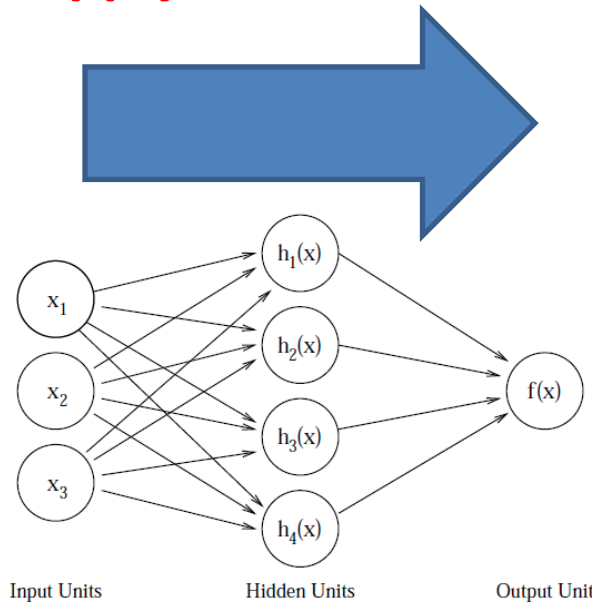 h1(x)
x1
h2(x)
x2
f(x)
h3(x)
x3
h4(x)
Input Units Hidden Units Output Unit